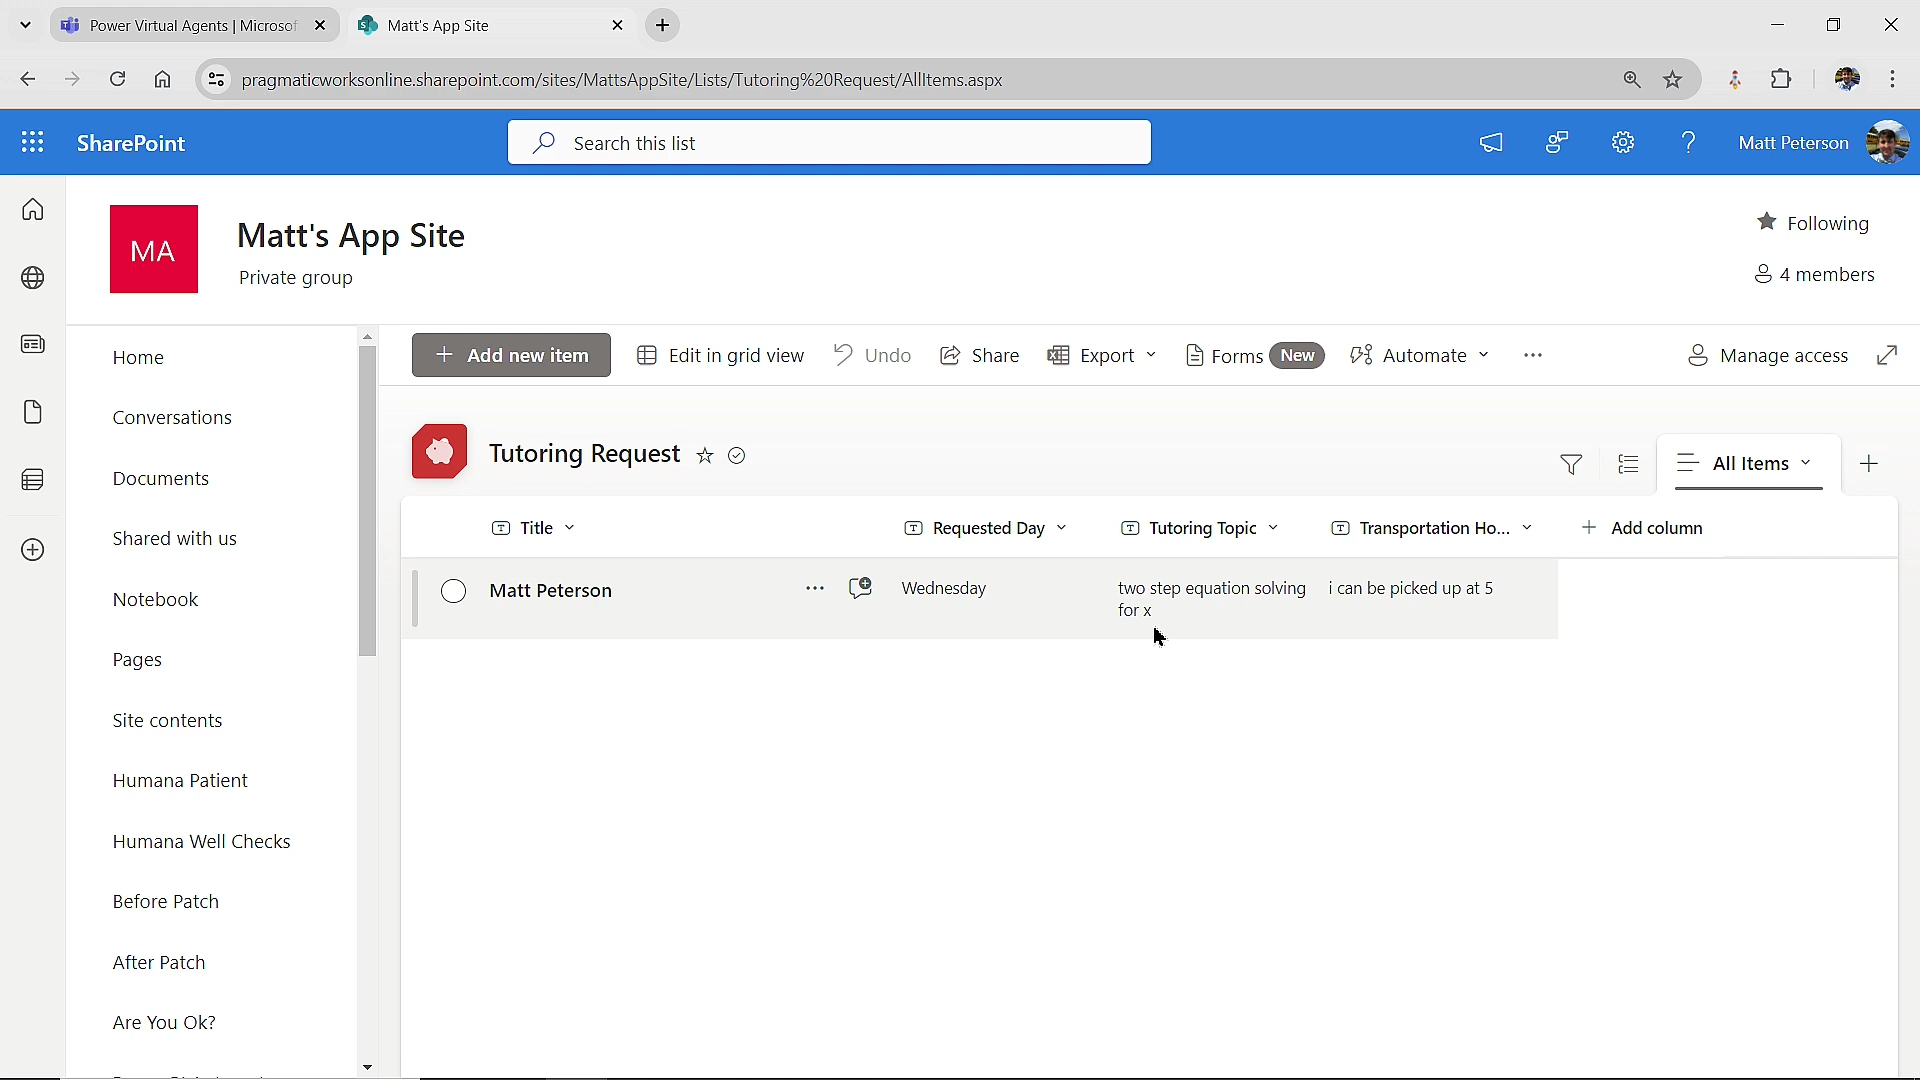 Power Virtual Agents | Microsof
Matt's App Site
pragmaticworksonline.sharepoint.com/sites/MattsAppSite/Lists/Tutoring%20Request/AllItems.aspx
SharePoint
Search this list
Matt Peterson
MA
Matt's App Site
Private group
Following
4 members
Home
Conversations
Documents
Shared with us
Notebook
Pages
Site contents
Humana Patient
Humana Well Checks
Before Patch
After Patch
Are You Ok?
Add new item
Edit in grid view
Undo
Share
Export
Forms New
Automate
Manage access
Tutoring Request
All Items
Title
Requested Day
Tutoring Topic
Transportation Ho...
Add column
Matt Peterson
Wednesday
two step equation solving
for x
i can be picked up at 5